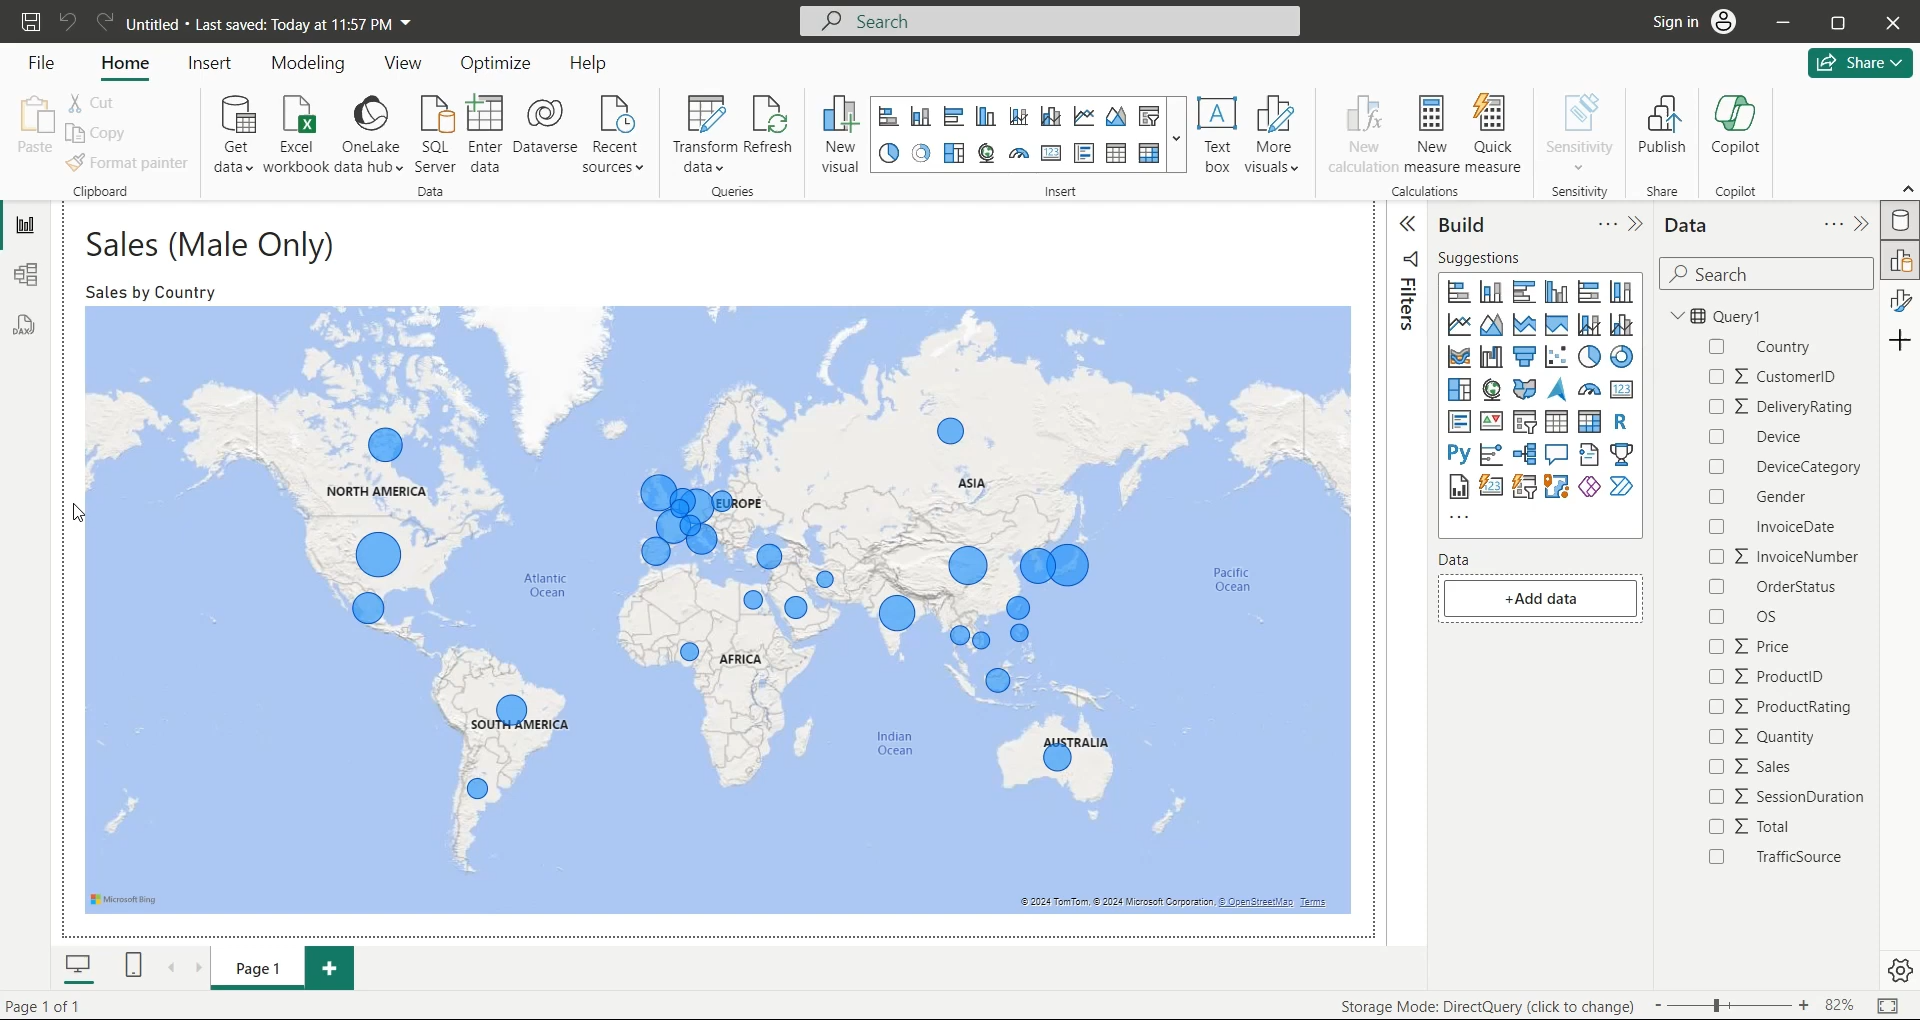 Untitled • Last saved: Today at 11:57 PM
Search
Sign in
File
Home
Insert
Modeling
View
Optimize
Help
Share
Paste
Cut
Copy
Format painter
Clipboard
Get data
Excel workbook
OneLake data hub
SQL Server
Enter data
Dataverse
Recent sources
Data
Transform data
Refresh
Queries
New visual
Text box
More visuals
Insert
New calculation
New measure
Quick measure
Calculations
Sensitivity
Sensitivity
Publish
Share
Copilot
Copilot
DAX
Sales (Male Only)
Sales by Country
NORTH AMERICA
EUROPE
ASIA
Atlantic
Ocean
Pacific
Ocean
AFRICA
SOUTH AMERICA
Indian
Ocean
AUSTRALIA
Microsoft Bing
© 2024 TomTom, © 2024 Microsoft Corporation, © OpenStreetMap Terms
Filters
Build
Suggestions
123
R
Py
123
Data
+Add data
Data
Search
Query1
Country
∑ CustomerID
∑ DeliveryRating
Device
DeviceCategory
Gender
InvoiceDate
∑ InvoiceNumber
OrderStatus
OS
∑ Price
∑ ProductID
∑ ProductRating
∑ Quantity
∑ Sales
∑ SessionDuration
∑ Total
TrafficSource
Page 1
Page 1 of 1
Storage Mode: DirectQuery (click to change)
- + 82%